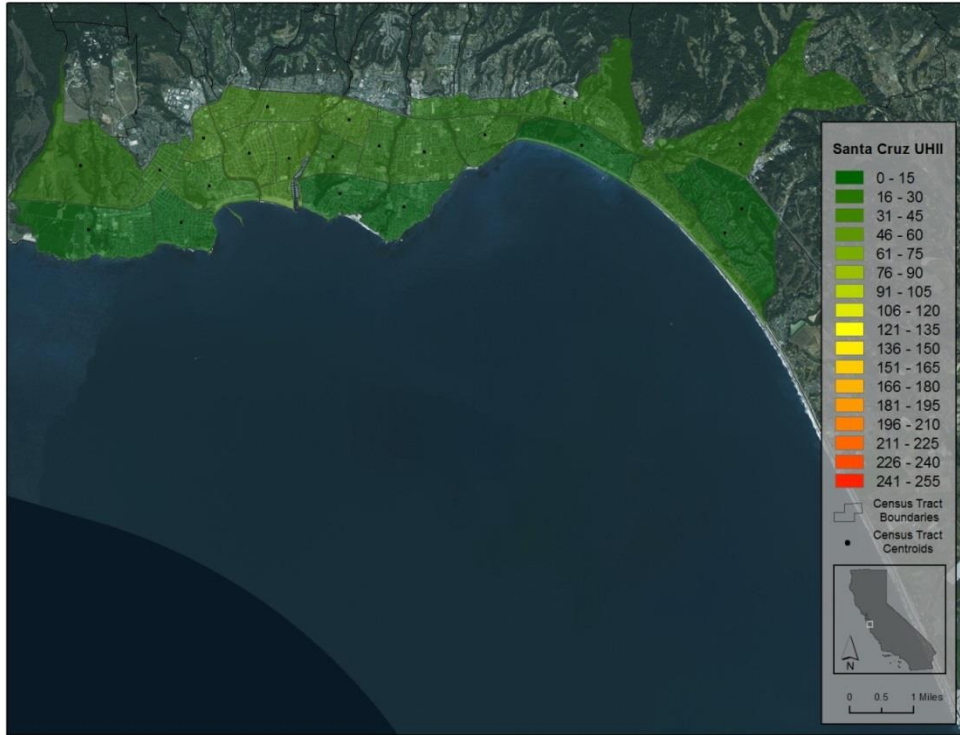 Santa Cruz UHII
0 - 15
16 - 30
31 - 45
46 - 60
61 - 75
76 - 90
91 - 105
106 - 120
121 - 135
136 - 150
151 - 165
166 - 180
181 - 195
196 - 210
211 - 225
226 - 240
241 - 255
Census Tract
Boundaries
Census Tract
Centroids
N
0 0.5 1 Miles